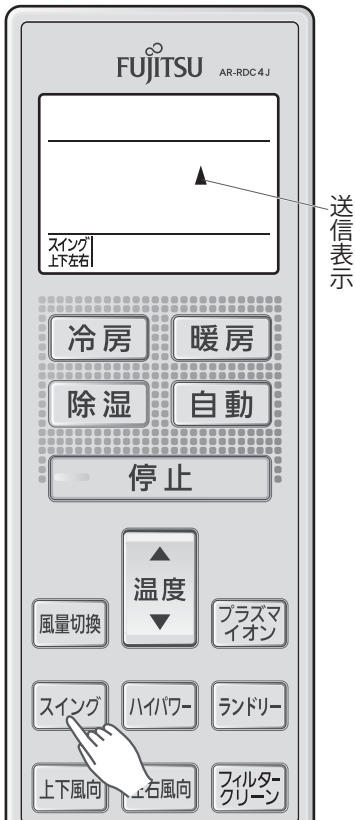 FUJITSU AR-RDC4J
送信表示
スイング
上下左右
冷房 暖房
除湿 自動
停止
▲
温度
▼
風量切換
プラズマ
イオン
スイング ハイパワー ランドリー
上下風向 左右風向
フィルター
クリーン